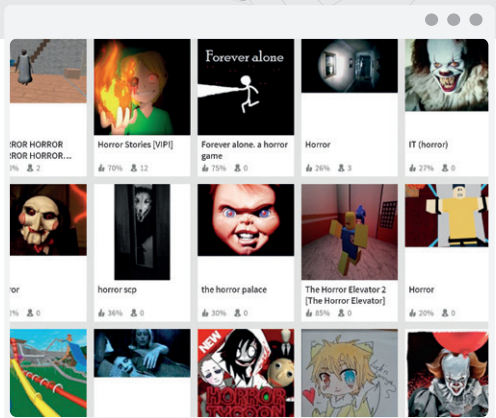 Forever alone
RROR HORROR
RROR HORROR...
% 2
Horror Stories [VIP!]
70% 12
Forever alone. a horror
game
75% 0
Horror
26% 3
IT (horror)
27% 0
ror
% 0
horror scp
36% 0
the horror palace
30% 0
The Horror Elevator 2
[The Horror Elevator]
85% 0
Horror
20% 0
NEW
HORROR
TYCOON